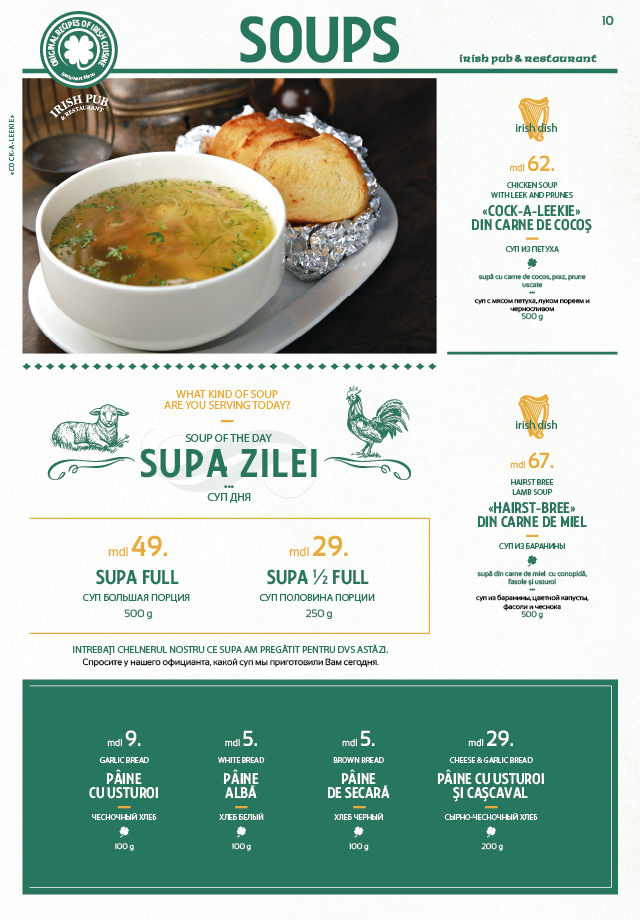 ORIGINAL RECIPES OF IRISH CUISINE
SOUPS
10
irish pub & restaurant
IRISH PUB
& RESTAURANT
«COCK-A-LEEKIE»
irish dish
mdl 62.
CHICKEN SOUP
WITH LEEK AND PRUNES
«COCK-A-LEEKIE»
DIN CARNE DE COCOȘ
СУП ИЗ ПЕТУХА
supă cu carne de cocos, praz, prune
uscate
суп с мясом петуха, луком пореем и
черносливом
500 g
WHAT KIND OF SOUP
ARE YOU SERVING TODAY?
SOUP OF THE DAY
SUPA ZILEI
СУП ДНЯ
mdl 49.
SUPA FULL
СУП БОЛЬШАЯ ПОРЦИЯ
500 g
mdl 29.
SUPA ½ FULL
СУП ПОЛОВИНА ПОРЦИИ
250 g
INTREBAȚI CHELNERUL NOSTRU CE SUPA AM PREGĂTIT PENTRU DVS ASTĂZI.
Спросите у нашего официанта, какой суп мы приготовили Вам сегодня.
irish dish
mdl 67.
HAIRST BREE
LAMB SOUP
«HAIRST-BREE»
DIN CARNE DE MIEL
СУП ИЗ БАРАНИНЫ
supă din carne de miel cu conopidă,
fasole și usturoi
суп из баранины, цветной капусты,
фасоли и чеснока
500 g
mdl 9.
GARLIC BREAD
PÂINE
CU USTUROI
ЧЕСНОЧНЫЙ ХЛЕБ
100 g
mdl 5.
WHITE BREAD
PÂINE
ALBĂ
ХЛЕБ БЕЛЫЙ
100 g
mdl 5.
BROWN BREAD
PÂINE
DE SECARĂ
ХЛЕБ ЧЕРНЫЙ
100 g
mdl 29.
CHEESE & GARLIC BREAD
PÂINE CU USTUROI
ȘI CAȘCAVAL
СЫРНО-ЧЕСНОЧНЫЙ ХЛЕБ
200 g